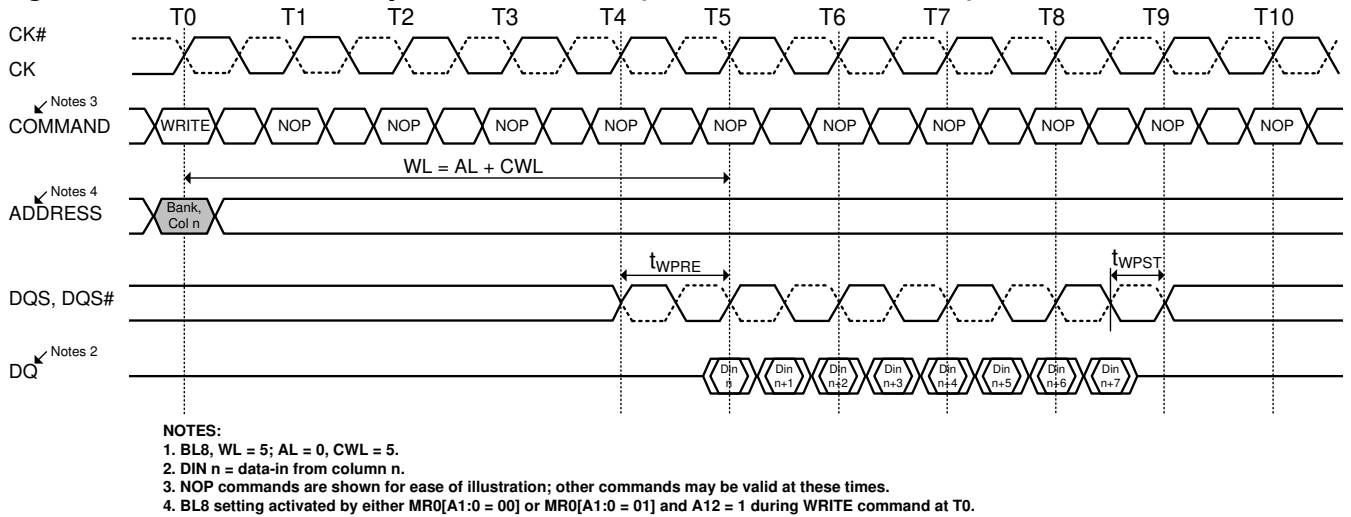 T0 T1 T2 T3 T4 T5 T6 T7 T8 T9 T10
CK#
CK
Notes 3
COMMAND WRITE NOP NOP NOP NOP NOP NOP NOP NOP NOP NOP
WL = AL + CWL
Notes 4
ADDRESS
Bank,
Col n
tWPRE tWPST
DQS, DQS#
Notes 2
DQ
Din Din Din Din Din Din Din Din
n n+1 n+2 n+3 n+4 n+5 n+6 n+7
NOTES:
1. BL8, WL = 5; AL = 0, CWL = 5.
2. DIN n = data-in from column n.
3. NOP commands are shown for ease of illustration; other commands may be valid at these times.
4. BL8 setting activated by either MR0[A1:0 = 00] or MR0[A1:0 = 01] and A12 = 1 during WRITE command at T0.